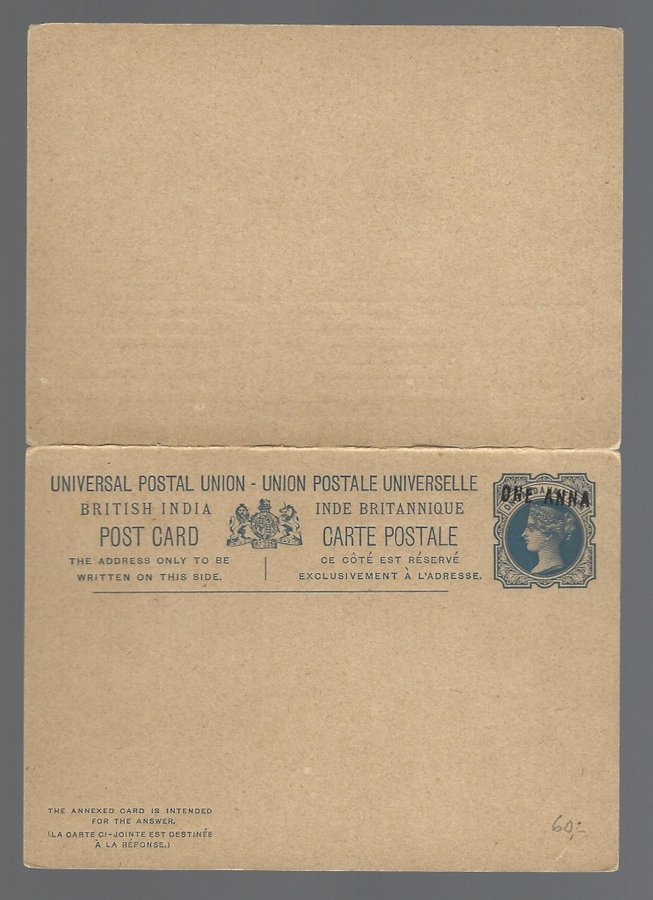 UNIVERSAL POSTAL UNION - UNION POSTALE UNIVERSELLE
BRITISH INDIA INDE BRITANNIQUE
POST CARD CARTE POSTALE
THE ADDRESS ONLY TO BE WRITTEN ON THIS SIDE.
CE CÔTÉ EST RÉSERVÉ EXCLUSIVEMENT À L'ADRESSE.
ONE ANNA
THE ANNEXED CARD IS INTENDED
FOR THE ANSWER.
(LA CARTE CI-JOINTE EST DESTINÉE
À LA RÉPONSE.)
60,-